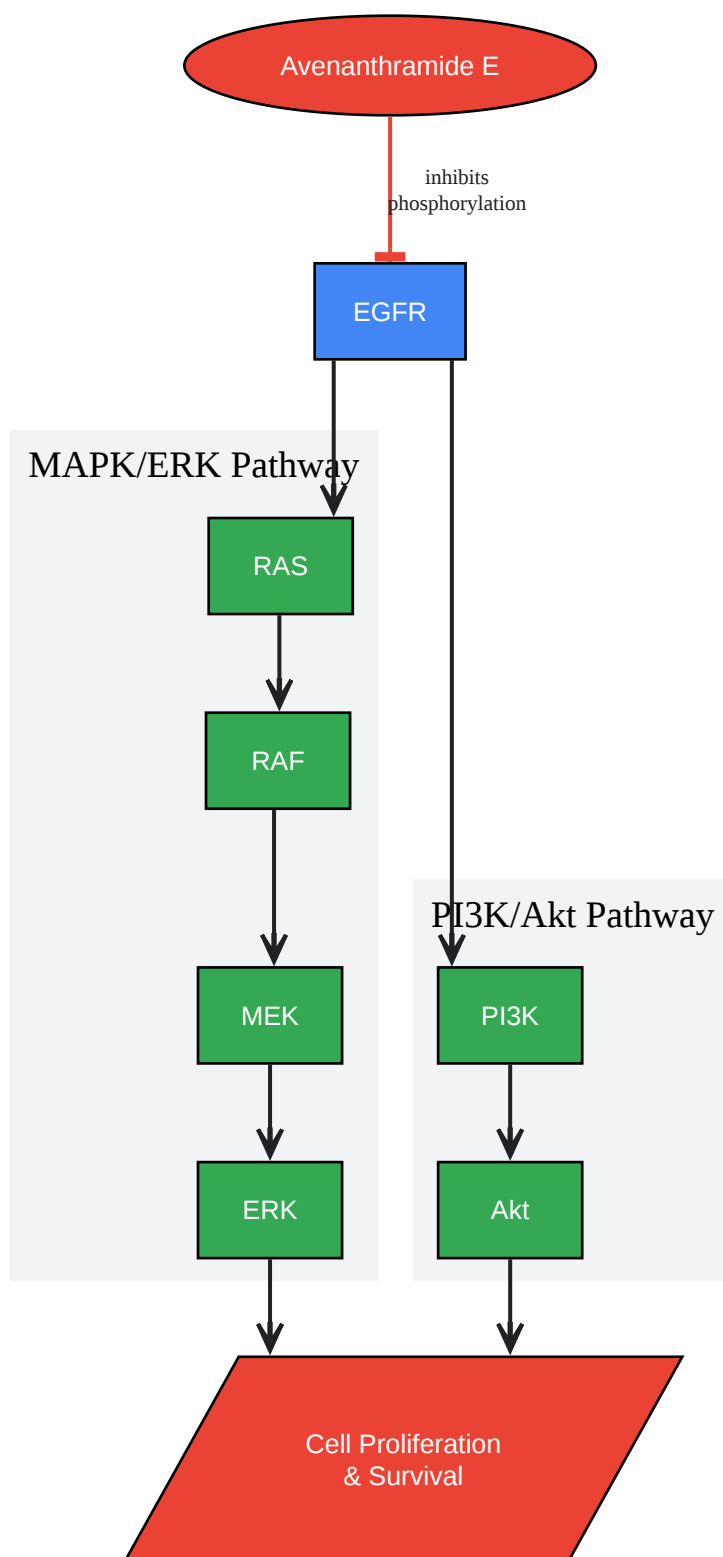 Avenanthramide E
inhibits
phosphorylation
EGFR
MAPK/ERK Pathway
RAS
RAF
PI3K/Akt Pathway
MEK
PI3K
ERK
Akt
Cell Proliferation
& Survival